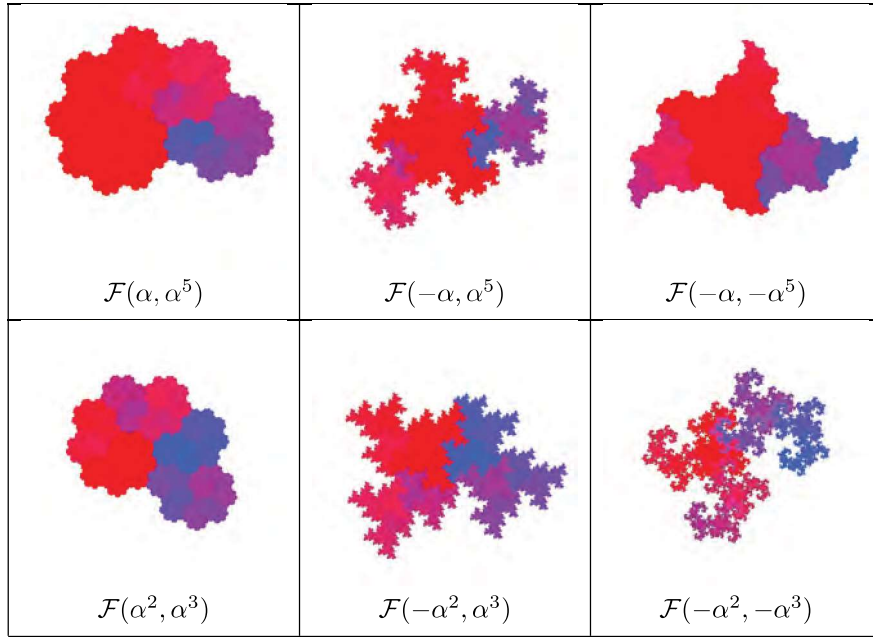 𝓕(α, α⁵) 𝓕(−α, α⁵) 𝓕(−α, −α⁵)
𝓕(α², α³) 𝓕(−α², α³) 𝓕(−α², −α³)